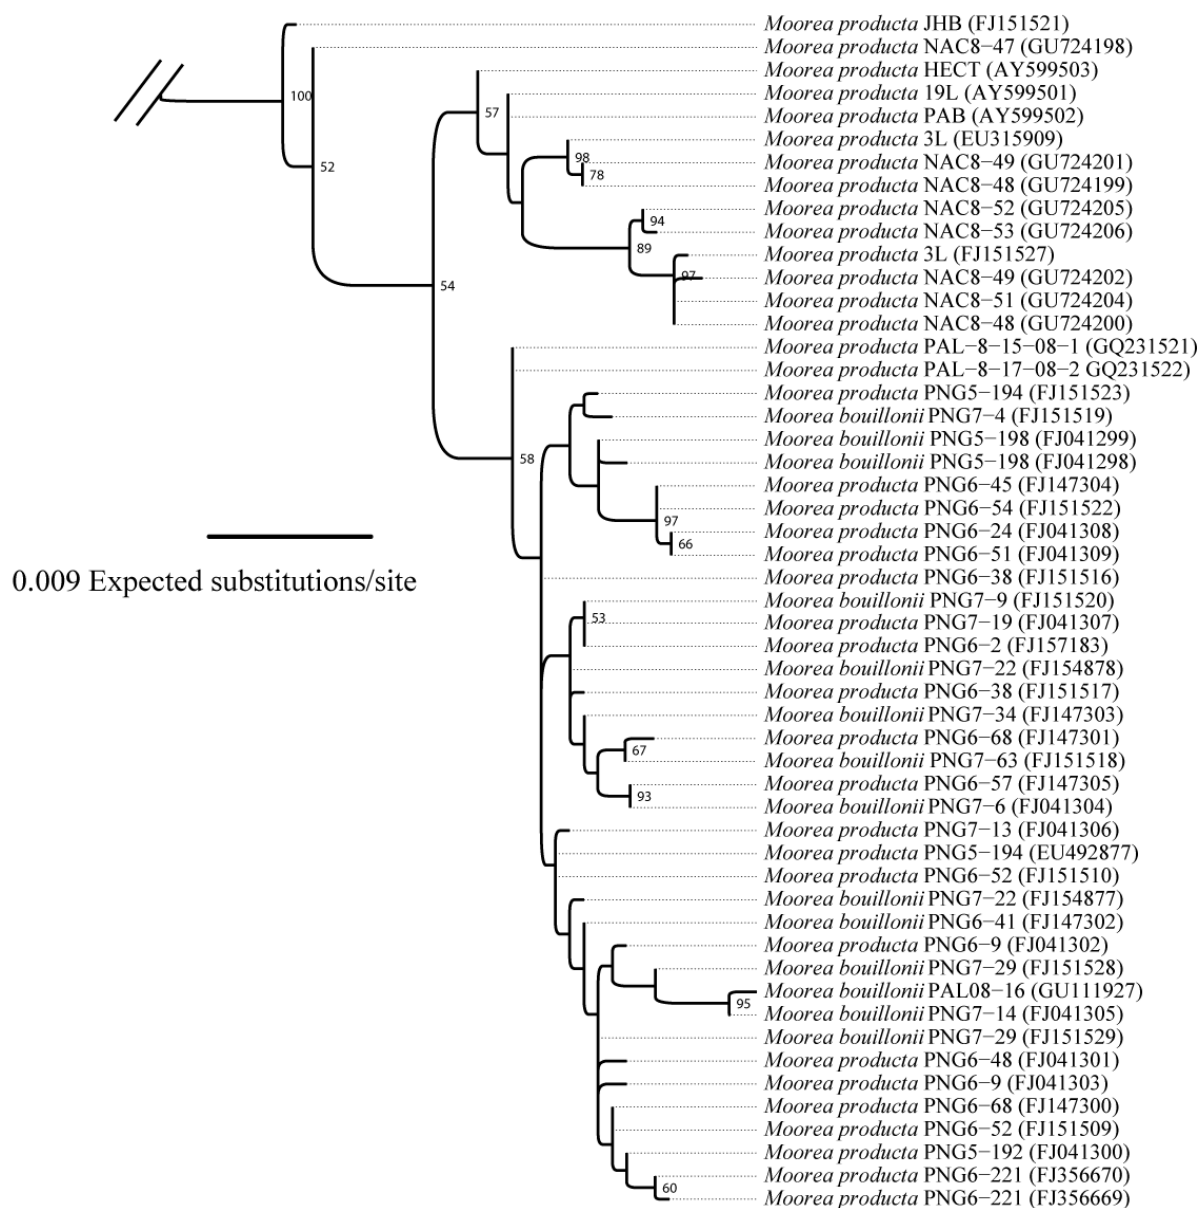 Moorea producta JHB (FJ151521)
Moorea producta NAC8−47 (GU724198)
Moorea producta HECT (AY599503)
Moorea producta 19L (AY599501)
Moorea producta PAB (AY599502)
Moorea producta 3L (EU315909)
Moorea producta NAC8−49 (GU724201)
Moorea producta NAC8−48 (GU724199)
Moorea producta NAC8−52 (GU724205)
Moorea producta NAC8−53 (GU724206)
Moorea producta 3L (FJ151527)
Moorea producta NAC8−49 (GU724202)
Moorea producta NAC8−51 (GU724204)
Moorea producta NAC8−48 (GU724200)
Moorea producta PAL−8−15−08−1 (GQ231521)
Moorea producta PAL−8−17−08−2 GQ231522)
Moorea producta PNG5−194 (FJ151523)
Moorea bouillonii PNG7−4 (FJ151519)
Moorea bouillonii PNG5−198 (FJ041299)
Moorea bouillonii PNG5−198 (FJ041298)
Moorea producta PNG6−45 (FJ147304)
Moorea producta PNG6−54 (FJ151522)
Moorea producta PNG6−24 (FJ041308)
Moorea producta PNG6−51 (FJ041309)
Moorea producta PNG6−38 (FJ151516)
Moorea bouillonii PNG7−9 (FJ151520)
Moorea producta PNG7−19 (FJ041307)
Moorea producta PNG6−2 (FJ157183)
Moorea bouillonii PNG7−22 (FJ154878)
Moorea producta PNG6−38 (FJ151517)
Moorea bouillonii PNG7−34 (FJ147303)
Moorea producta PNG6−68 (FJ147301)
Moorea bouillonii PNG7−63 (FJ151518)
Moorea producta PNG6−57 (FJ147305)
Moorea bouillonii PNG7−6 (FJ041304)
Moorea producta PNG7−13 (FJ041306)
Moorea producta PNG5−194 (EU492877)
Moorea producta PNG6−52 (FJ151510)
Moorea bouillonii PNG7−22 (FJ154877)
Moorea bouillonii PNG6−41 (FJ147302)
Moorea producta PNG6−9 (FJ041302)
Moorea bouillonii PNG7−29 (FJ151528)
Moorea bouillonii PAL08−16 (GU111927)
Moorea bouillonii PNG7−14 (FJ041305)
Moorea bouillonii PNG7−29 (FJ151529)
Moorea producta PNG6−48 (FJ041301)
Moorea producta PNG6−9 (FJ041303)
Moorea producta PNG6−68 (FJ147300)
Moorea producta PNG6−52 (FJ151509)
Moorea producta PNG5−192 (FJ041300)
Moorea producta PNG6−221 (FJ356670)
Moorea producta PNG6−221 (FJ356669)
100
52
57
98
78
94
89
97
54
58
97
66
53
67
93
95
60
0.009 Expected substitutions/site